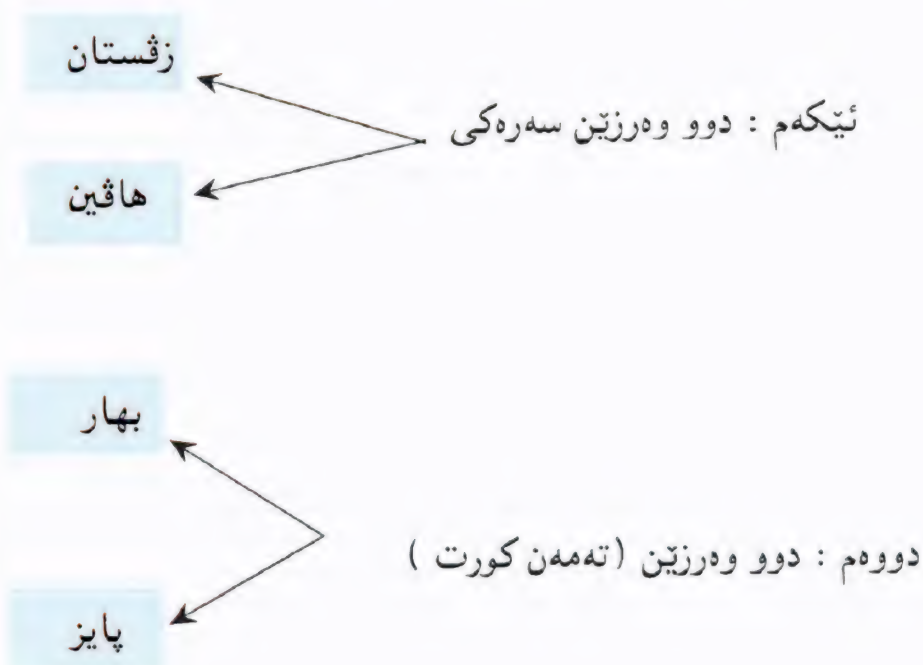 زڤستان
ئێکەم : دوو وەرزێن سەرەکی
هاڤین
بهار
دووەم : دوو وەرزێن (تەمەن کورت )
پایز